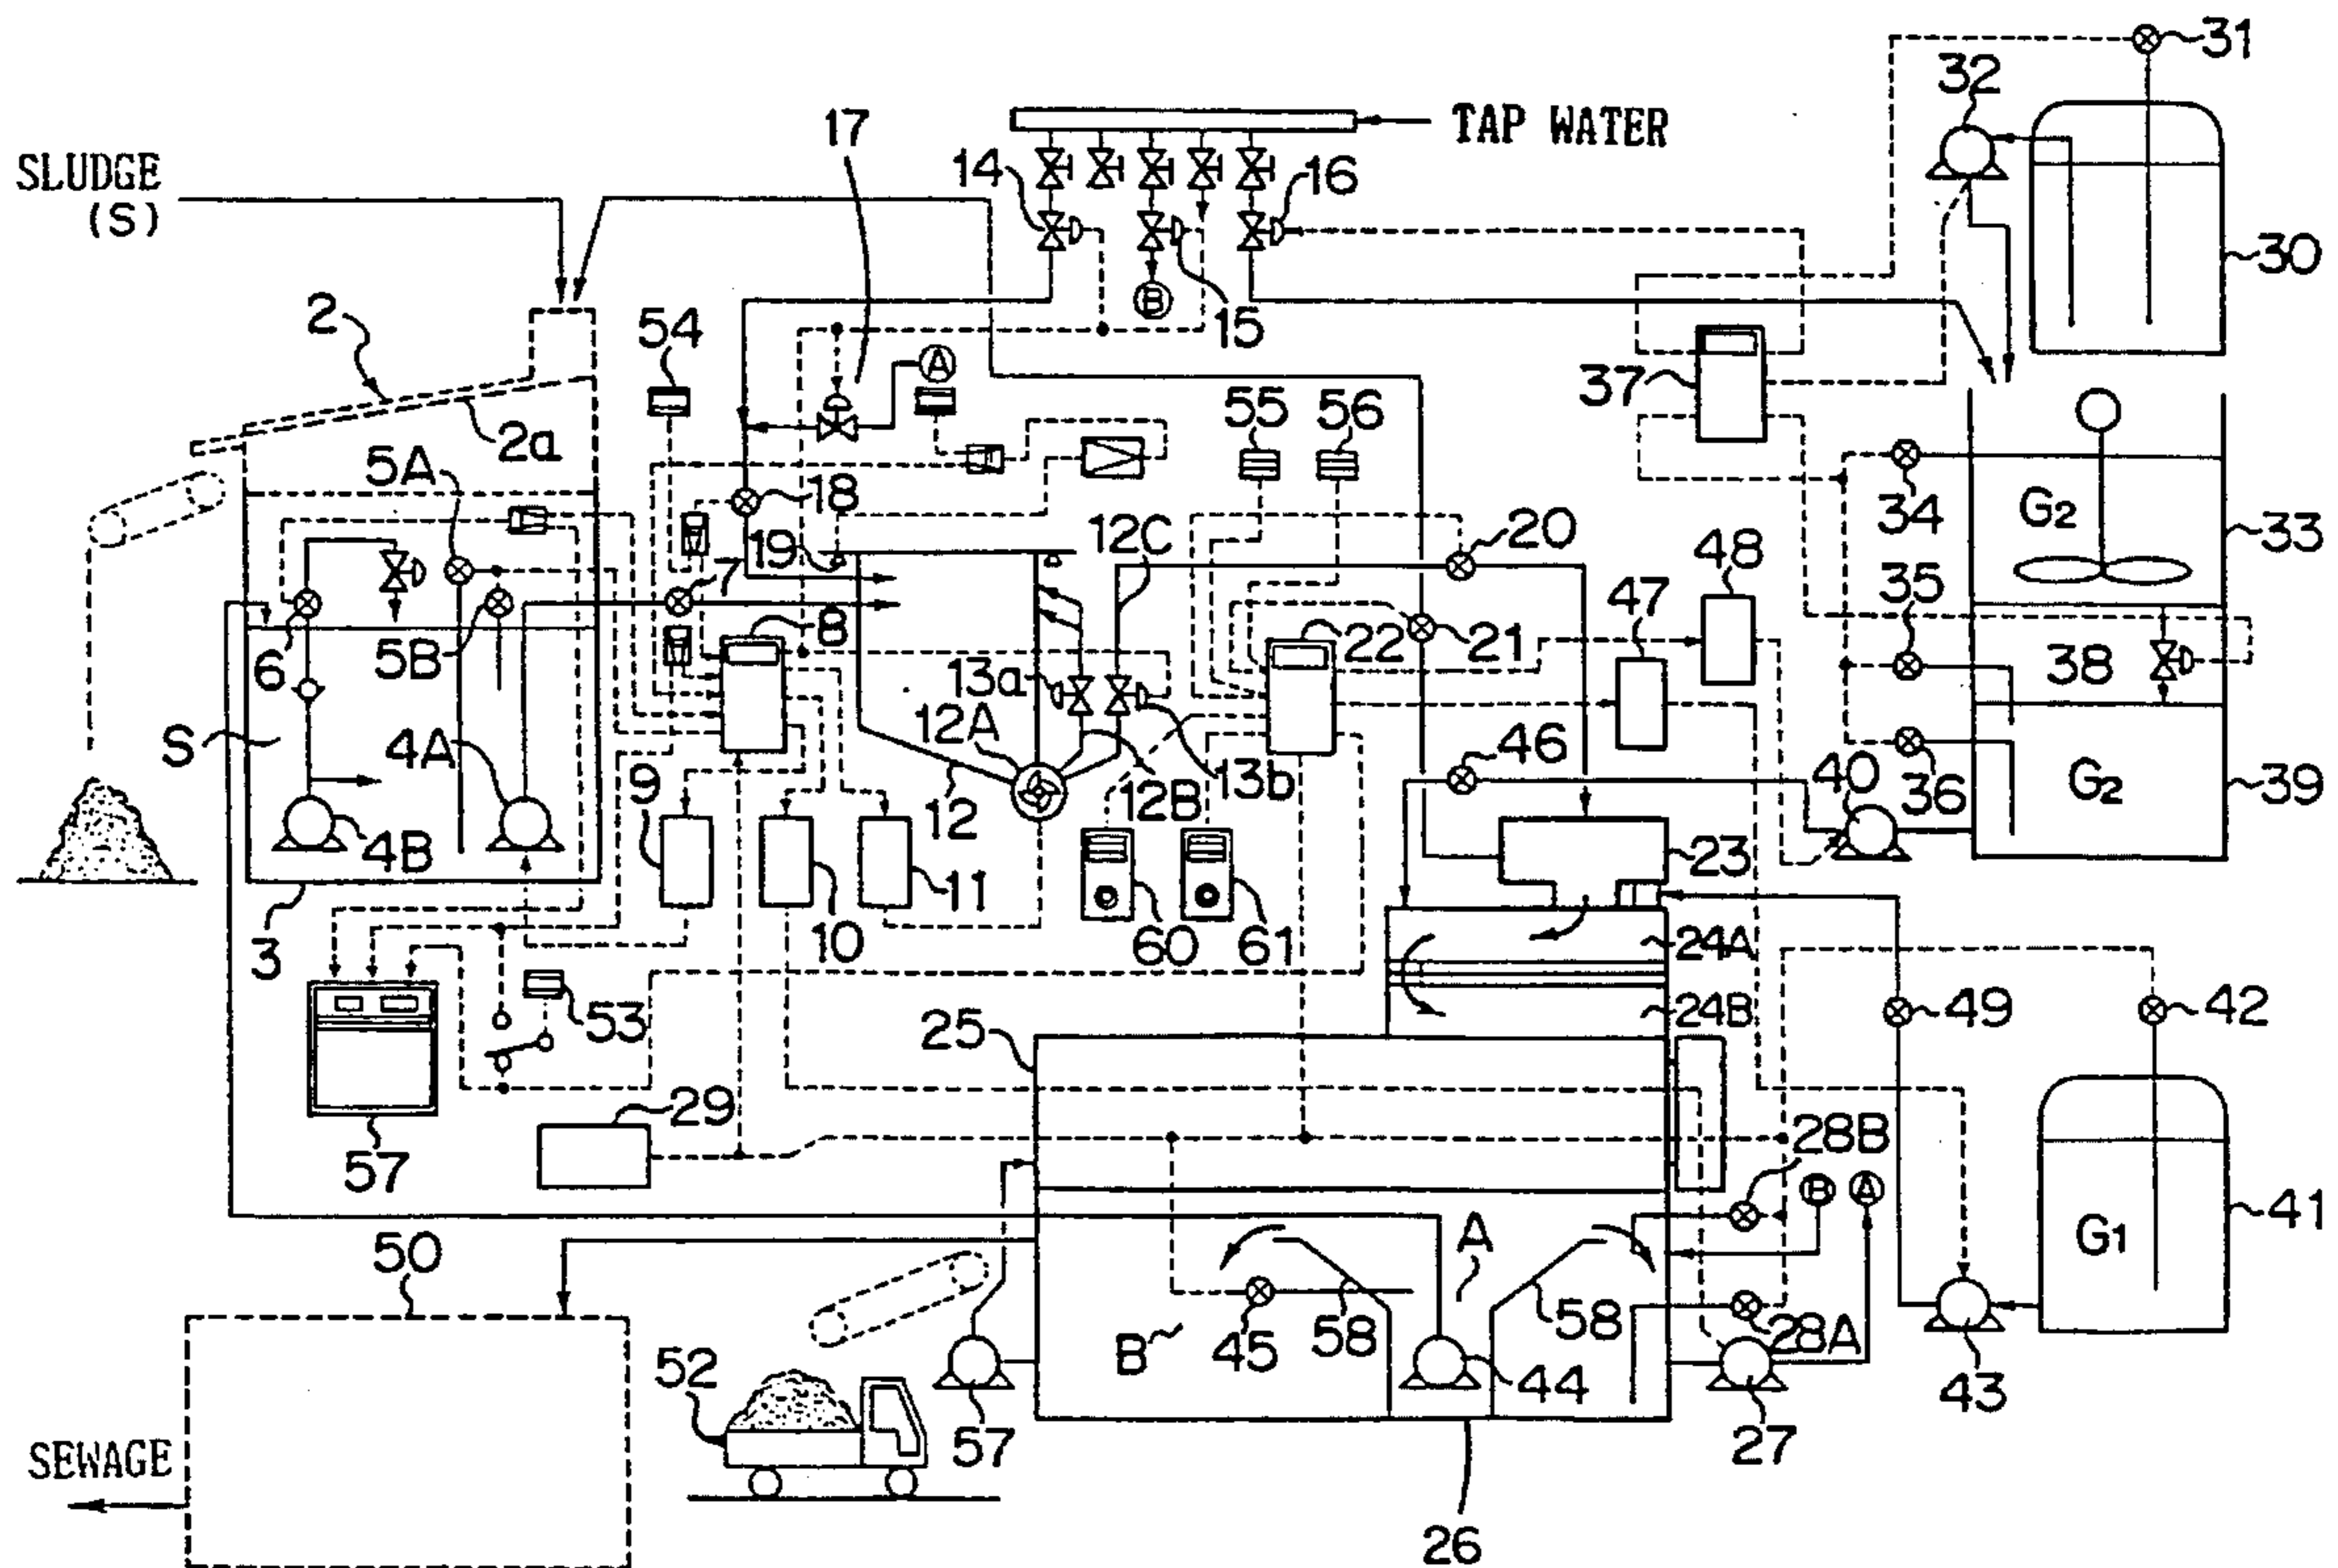 31
32
TAP WATER
17
SLUDGE
(S)
14
16
30
2
54
B
15
A
37
55
56
2a
5A
18
34
G2
33
19
12C
20
48
7
35
6
5B
8
22
21
47
13a
38
12A
S
4A
46
9
13b
40
36
G2
39
12
12B
4B
23
11
10
60
61
3
24A
53
24B
49
42
25
29
28B
57
B
A
41
50
A
G1
58
28A
B
45
58
52
44
43
57
27
SEWAGE
26